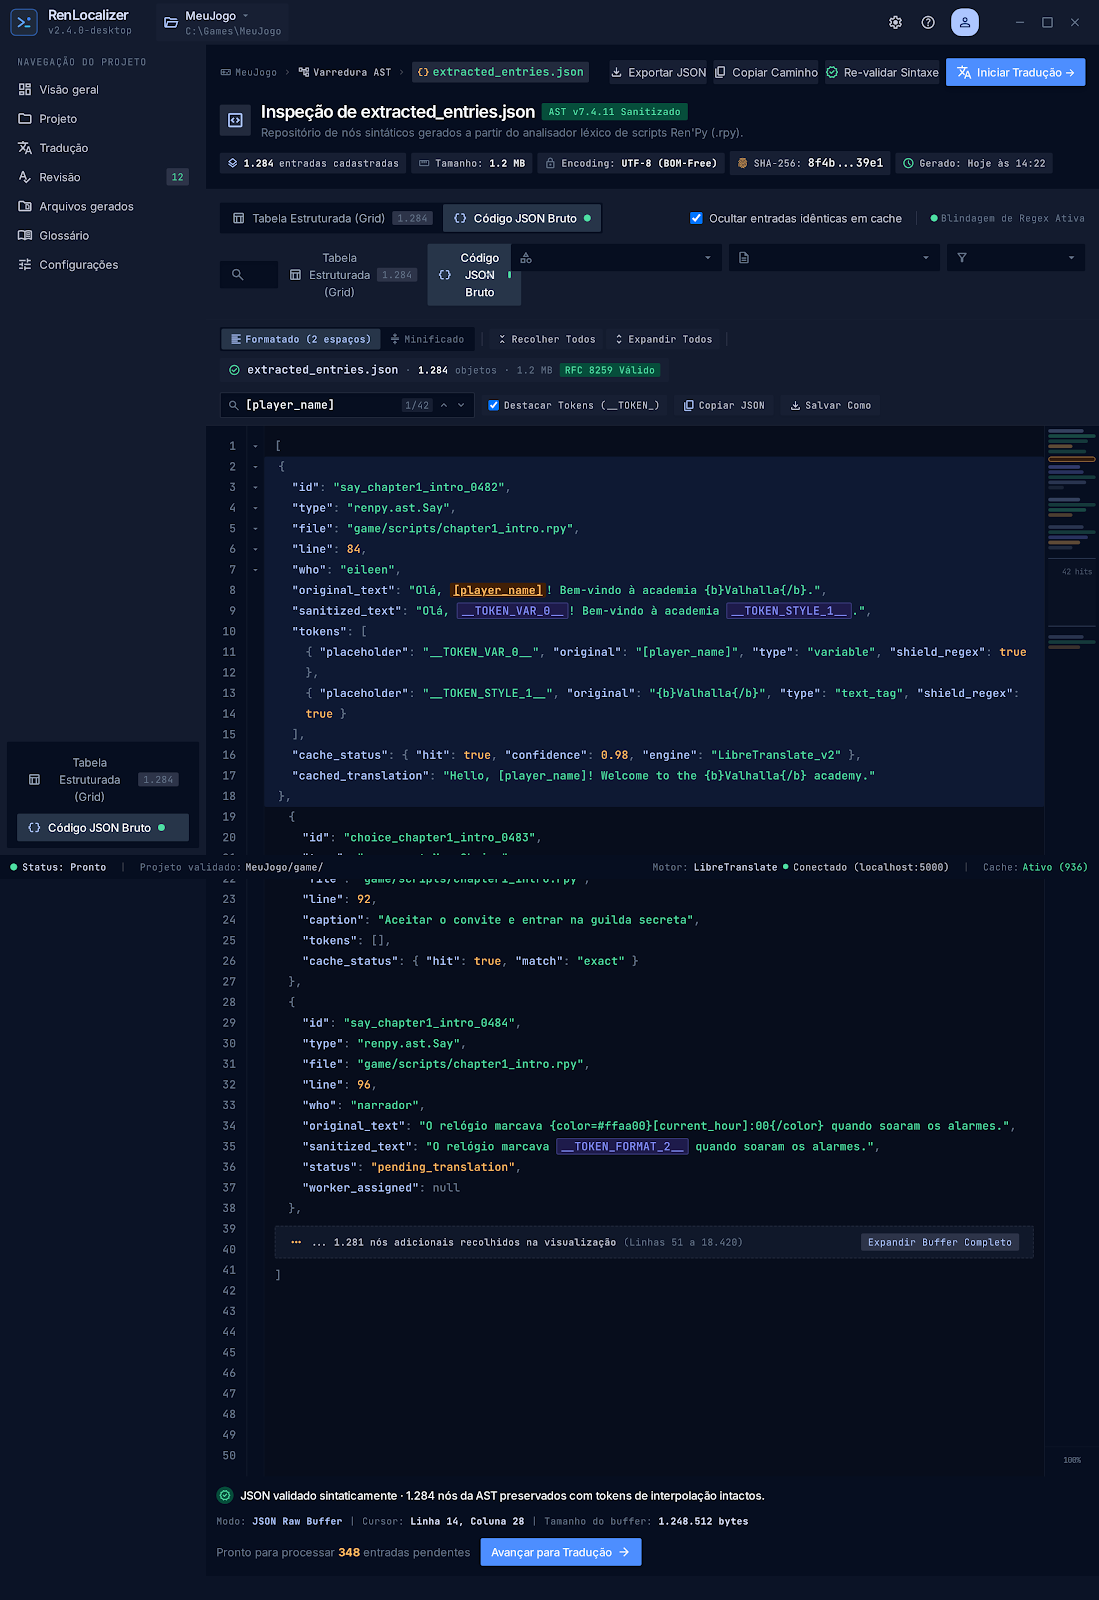 RenLocalizer
v2.4.0-desktop
MeuJogo
C:\Games\MeuJogo
NAVEGAÇÃO DO PROJETO
Visão geral
Projeto
Tradução
Revisão 12
Arquivos gerados
Glossário
Configurações
MeuJogo > Varredura AST > extracted_entries.json
Exportar JSON Copiar Caminho Re-validar Sintaxe Iniciar Tradução →
Inspeção de extracted_entries.json AST v7.4.11 Sanitizado
Repositório de nós sintáticos gerados a partir do analisador léxico de scripts Ren'Py (.rpy).
1.284 entradas cadastradas Tamanho: 1.2 MB Encoding: UTF-8 (BOM-Free) SHA-256: 8f4b...39e1 Gerado: Hoje às 14:22
Tabela Estruturada (Grid) 1.284 Código JSON Bruto Ocultar entradas idênticas em cache Blindagem de Regex Ativa
Tabela Estruturada (Grid) 1.284 Código JSON Bruto
Formatado (2 espaços) Minificado Recolher Todos Expandir Todos
extracted_entries.json · 1.284 objetos · 1.2 MB RFC 8259 Válido
[player_name] 1/42 Destacar Tokens (__TOKEN_) Copiar JSON Salvar Como
1 [
2 {
3 "id": "say_chapter1_intro_0482",
4 "type": "renpy.ast.Say",
5 "file": "game/scripts/chapter1_intro.rpy",
6 "line": 84,
7 "who": "eileen",
8 "original_text": "Olá, [player_name]! Bem-vindo à academia {b}Valhalla{/b}.",
9 "sanitized_text": "Olá, __TOKEN_VAR_0__! Bem-vindo à academia __TOKEN_STYLE_1__.",
10 "tokens": [
11 { "placeholder": "__TOKEN_VAR_0__", "original": "[player_name]", "type": "variable", "shield_regex": true
12 },
13 { "placeholder": "__TOKEN_STYLE_1__", "original": "{b}Valhalla{/b}", "type": "text_tag", "shield_regex":
14 true }
15 ],
16 "cache_status": { "hit": true, "confidence": 0.98, "engine": "LibreTranslate_v2" },
17 "cached_translation": "Hello, [player_name]! Welcome to the {b}Valhalla{/b} academy."
18 },
19 {
20 "id": "choice_chapter1_intro_0483",
42 hits
Tabela Estruturada (Grid) 1.284
Código JSON Bruto
Status: Pronto | Projeto validado: MeuJogo/game/ Motor: LibreTranslate Conectado (localhost:5000) | Cache: Ativo (936)
22 "file": "game/scripts/chapter1_intro.rpy",
23 "line": 92,
24 "caption": "Aceitar o convite e entrar na guilda secreta",
25 "tokens": [],
26 "cache_status": { "hit": true, "match": "exact" }
27 },
28 {
29 "id": "say_chapter1_intro_0484",
30 "type": "renpy.ast.Say",
31 "file": "game/scripts/chapter1_intro.rpy",
32 "line": 96,
33 "who": "narrador",
34 "original_text": "O relógio marcava {color=#ffaa00}[current_hour]:00{/color} quando soaram os alarmes.",
35 "sanitized_text": "O relógio marcava __TOKEN_FORMAT_2__ quando soaram os alarmes.",
36 "status": "pending_translation",
37 "worker_assigned": null
38 },
39
40 ... 1.281 nós adicionais recolhidos na visualização (Linhas 51 a 18.420) Expandir Buffer Completo
41 ]
42
43
44
45
46
47
48
49
50
100%
JSON validado sintaticamente · 1.284 nós da AST preservados com tokens de interpolação intactos.
Modo: JSON Raw Buffer | Cursor: Linha 14, Coluna 28 | Tamanho do buffer: 1.248.512 bytes
Pronto para processar 348 entradas pendentes Avançar para Tradução →